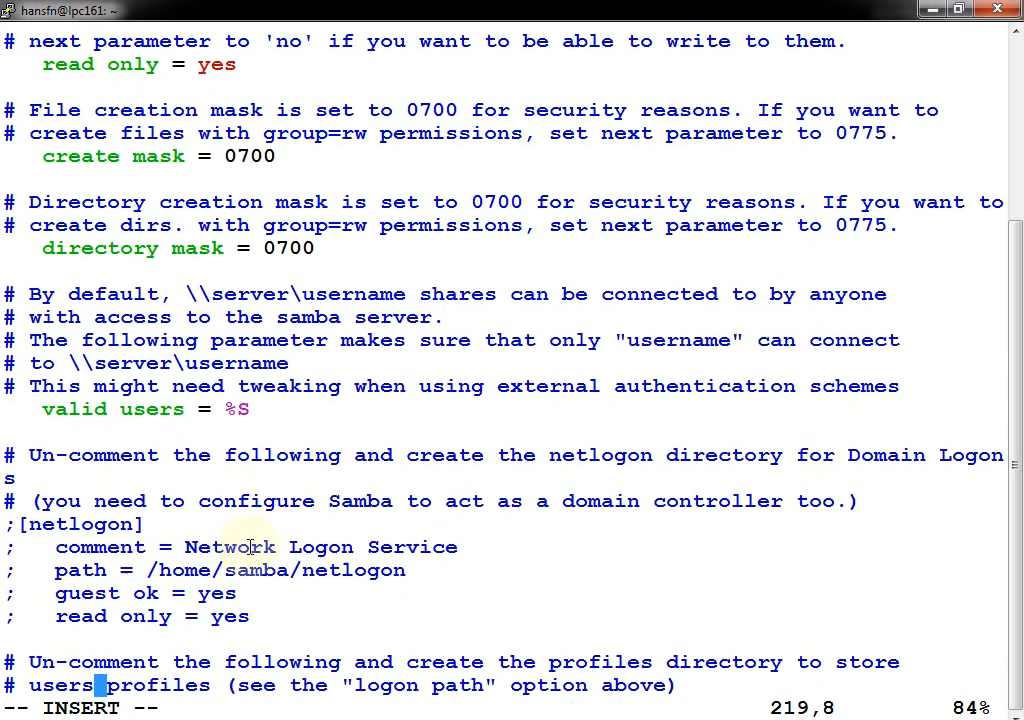 hansfn@lpc161: ~
# next parameter to 'no' if you want to be able to write to them.
read only = yes
# File creation mask is set to 0700 for security reasons. If you want to
# create files with group=rw permissions, set next parameter to 0775.
create mask = 0700
# Directory creation mask is set to 0700 for security reasons. If you want to
# create dirs. with group=rw permissions, set next parameter to 0775.
directory mask = 0700
# By default, \\server\username shares can be connected to by anyone
# with access to the samba server.
# The following parameter makes sure that only "username" can connect
# to \\server\username
# This might need tweaking when using external authentication schemes
valid users = %S
# Un-comment the following and create the netlogon directory for Domain Logon
s
# (you need to configure Samba to act as a domain controller too.)
;[netlogon]
;   comment = Network Logon Service
;   path = /home/samba/netlogon
;   guest ok = yes
;   read only = yes
# Un-comment the following and create the profiles directory to store
# users profiles (see the "logon path" option above)
-- INSERT -- 219,8 84%